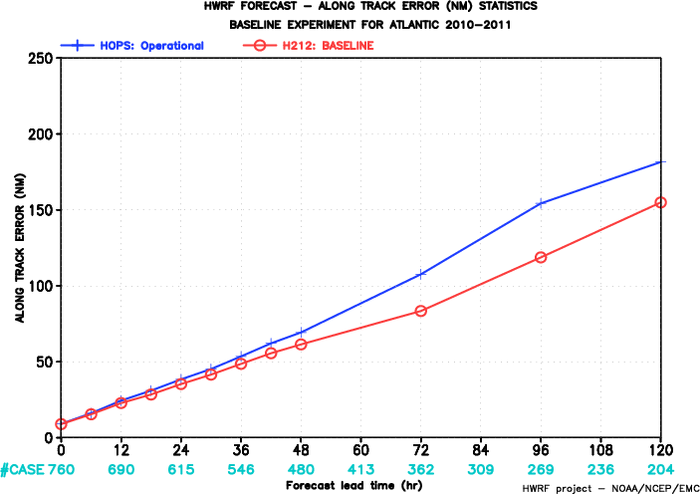 HWRF FORECAST – ALONG TRACK ERROR (NM) STATISTICS
BASELINE EXPERIMENT FOR ATLANTIC 2010–2011
HOPS: Operational H212: BASELINE
250
200
150
100
50
0
ALONG TRACK ERROR (NM)
0 12 24 36 48 60 72 84 96 108 120
#CASE 760 690 615 546 480 413 362 309 269 236 204
Forecast lead time (hr)
HWRF project – NOAA/NCEP/EMC